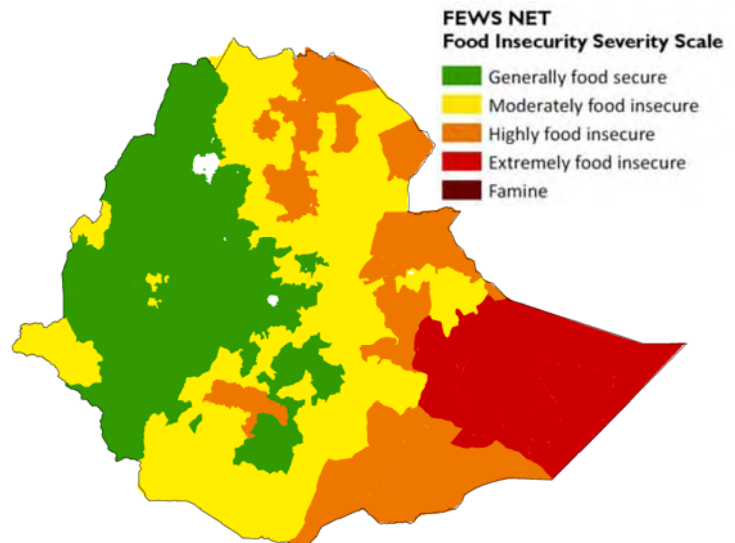 FEWS NET
Food Insecurity Severity Scale
Generally food secure
Moderately food insecure
Highly food insecure
Extremely food insecure
Famine